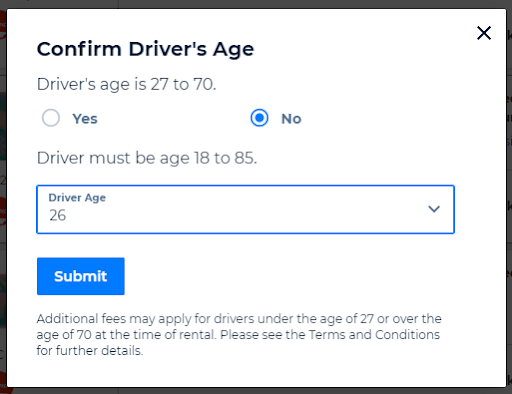 Confirm Driver's Age
Driver's age is 27 to 70.
Yes
No
Driver must be age 18 to 85.
Driver Age
26
Submit
Additional fees may apply for drivers under the age of 27 or over the
age of 70 at the time of rental. Please see the Terms and Conditions
for further details.